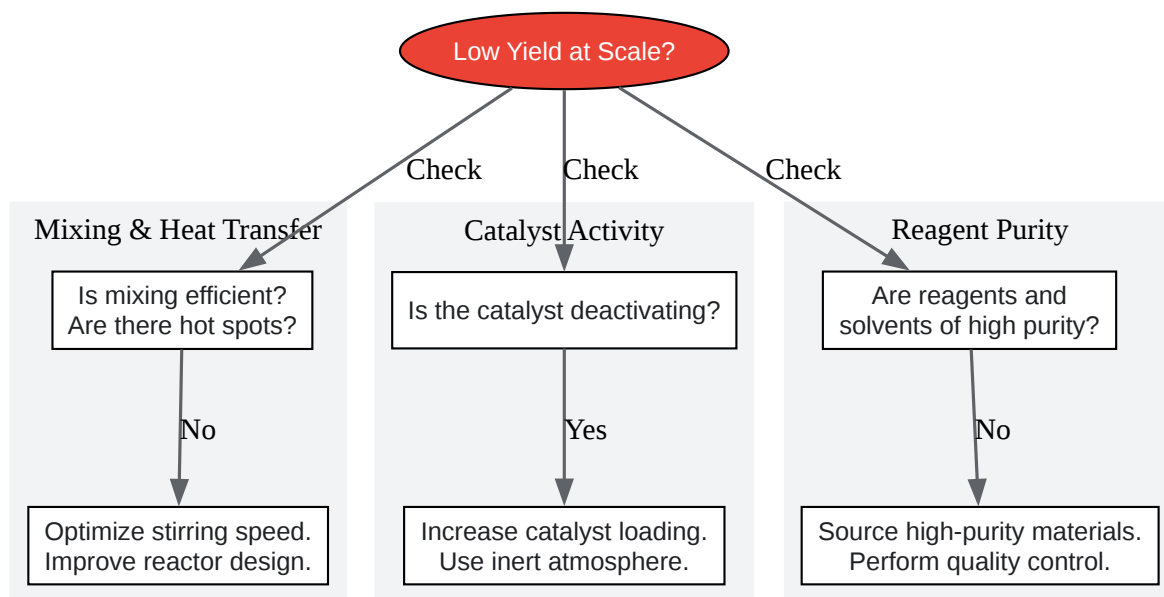 Low Yield at Scale?
Check
Check
Check
Mixing & Heat Transfer
Catalyst Activity
Reagent Purity
Is mixing efficient?
Are there hot spots?
Is the catalyst deactivating?
Are reagents and
solvents of high purity?
No
Yes
No
Optimize stirring speed.
Improve reactor design.
Increase catalyst loading.
Use inert atmosphere.
Source high-purity materials.
Perform quality control.